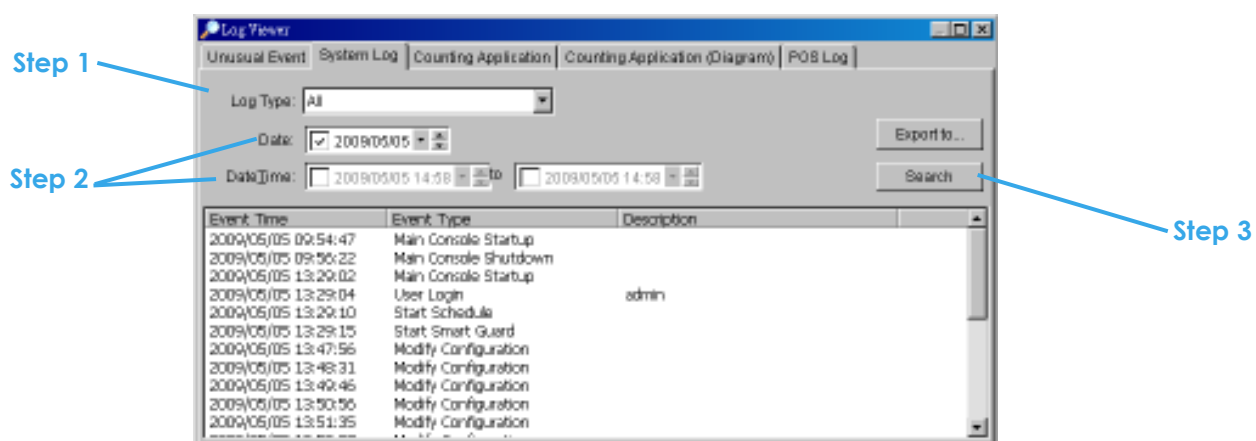 Log Viewer
Unusual Event System Log Counting Application Counting Application (Diagram) POS Log
Step 1
Log Type: All
Date: 2009/05/05 Export to...
Step 2 DateTime: 2009/05/05 14:58 to 2009/05/05 14:58 Search
Event Time Event Type Description
Step 3
2009/05/05 09:54:47 Main Console Startup
2009/05/05 09:56:22 Main Console Shutdown
2009/05/05 13:29:02 Main Console Startup
2009/05/05 13:29:04 User Login admin
2009/05/05 13:29:10 Start Schedule
2009/05/05 13:29:15 Start Smart Guard
2009/05/05 13:47:56 Modify Configuration
2009/05/05 13:48:31 Modify Configuration
2009/05/05 13:49:46 Modify Configuration
2009/05/05 13:50:56 Modify Configuration
2009/05/05 13:51:35 Modify Configuration